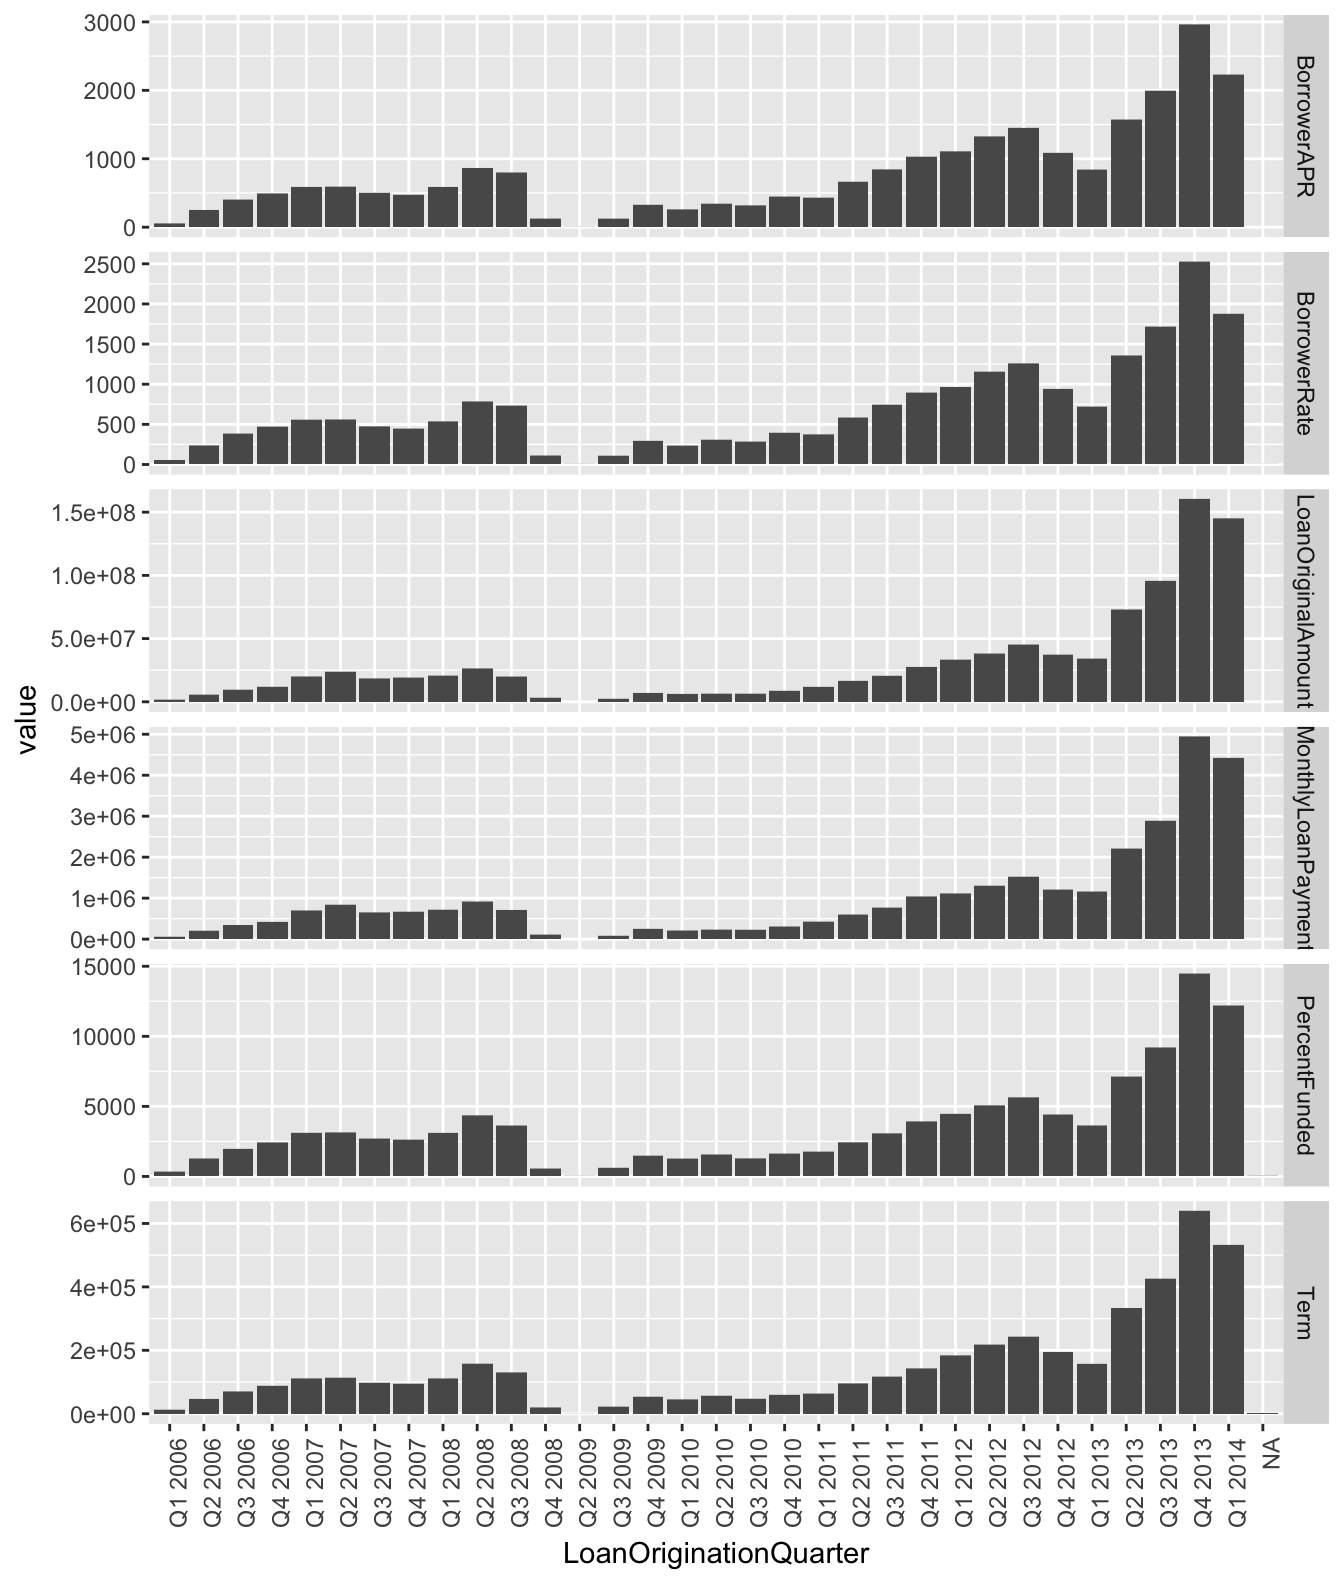 3000
2000
1000
0
BorrowerAPR
2500
2000
1500
1000
500
0
BorrowerRate
1.5e+08
1.0e+08
5.0e+07
0.0e+00
LoanOriginalAmount
5e+06
4e+06
3e+06
2e+06
1e+06
0e+00
MonthlyLoanPayment
15000
10000
5000
0
PercentFunded
6e+05
4e+05
2e+05
0e+00
Term
value
Q1 2006
Q2 2006
Q3 2006
Q4 2006
Q1 2007
Q2 2007
Q3 2007
Q4 2007
Q1 2008
Q2 2008
Q3 2008
Q4 2008
Q2 2009
Q3 2009
Q4 2009
Q1 2010
Q2 2010
Q3 2010
Q4 2010
Q1 2011
Q2 2011
Q3 2011
Q4 2011
Q1 2012
Q2 2012
Q3 2012
Q4 2012
Q1 2013
Q2 2013
Q3 2013
Q4 2013
Q1 2014
NA
LoanOriginationQuarter